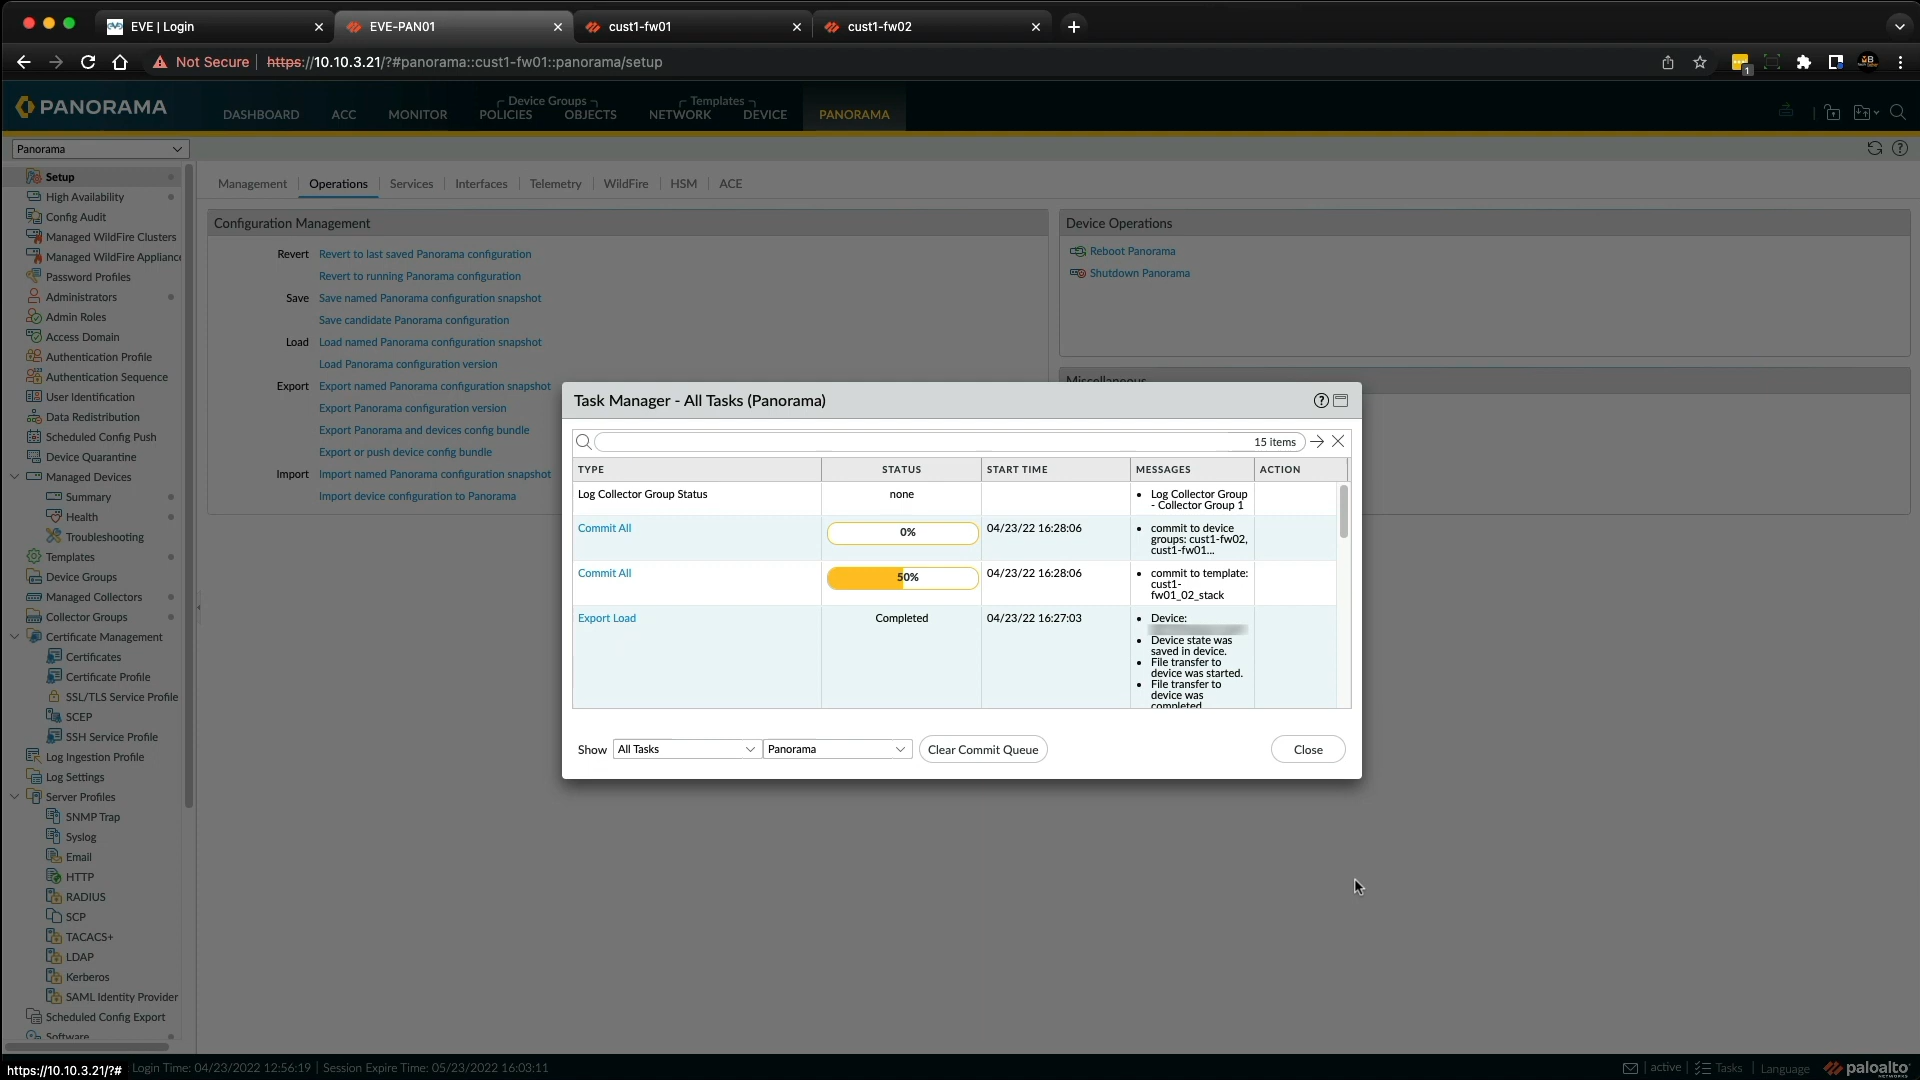 EVE | Login
EVE-PAN01
cust1-fw01
cust1-fw02
Not Secure
https://10.10.3.21/?#panorama::cust1-fw01::panorama/setup
1
PANORAMA
DASHBOARD
ACC
MONITOR
Device Groups
POLICIES
OBJECTS
Templates
NETWORK
DEVICE
PANORAMA
Panorama
Setup
High Availability
Config Audit
Managed WildFire Clusters
Managed WildFire Appliance
Password Profiles
Administrators
Admin Roles
Access Domain
Authentication Profile
Authentication Sequence
User Identification
Data Redistribution
Scheduled Config Push
Device Quarantine
Managed Devices
Summary
Health
Troubleshooting
Templates
Device Groups
Managed Collectors
Collector Groups
Certificate Management
Certificates
Certificate Profile
SSL/TLS Service Profile
SCEP
SSH Service Profile
Log Ingestion Profile
Log Settings
Server Profiles
SNMP Trap
Syslog
Email
HTTP
RADIUS
SCP
TACACS+
LDAP
Kerberos
SAML Identity Provider
Scheduled Config Export
Software
Management
Operations
Services
Interfaces
Telemetry
WildFire
HSM
ACE
Configuration Management
Revert Revert to last saved Panorama configuration
Revert to running Panorama configuration
Save Save named Panorama configuration snapshot
Save candidate Panorama configuration
Load Load named Panorama configuration snapshot
Load Panorama configuration version
Export Export named Panorama configuration snapshot
Export Panorama configuration version
Export Panorama and devices config bundle
Export or push device config bundle
Import Import named Panorama configuration snapshot
Import device configuration to Panorama
Device Operations
Reboot Panorama
Shutdown Panorama
Miscellaneous
Task Manager - All Tasks (Panorama)
15 items
TYPE STATUS START TIME MESSAGES ACTION
Log Collector Group Status none
• Log Collector Group
- Collector Group 1
Commit All 0% 04/23/22 16:28:06
• commit to device
groups: cust1-fw02,
cust1-fw01...
Commit All 50% 04/23/22 16:28:06
• commit to template:
cust1-
fw01_02_stack
Export Load Completed 04/23/22 16:27:03
• Device:
• Device state was
saved in device.
• File transfer to
device was started.
• File transfer to
device was
completed
Show All Tasks Panorama Clear Commit Queue Close
https://10.10.3.21/?#
Login Time: 04/23/2022 12:56:19 | Session Expire Time: 05/23/2022 16:03:11
active | Tasks | Language
paloalto
NETWORKS